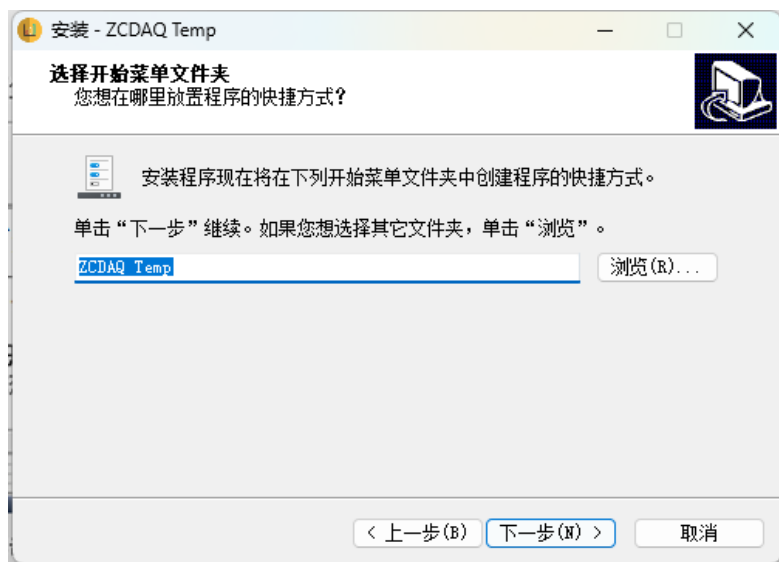 安装 - ZCDAQ Temp
选择开始菜单文件夹
您想在哪里放置程序的快捷方式?
安装程序现在将在下列开始菜单文件夹中创建程序的快捷方式。
单击“下一步”继续。如果您想选择其它文件夹,单击“浏览”。
ZCDAQ Temp
浏览(R)...
< 上一步(B)
下一步(N) >
取消